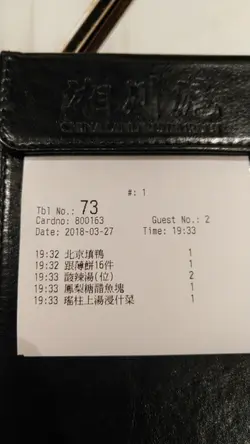 #: 1
Tbl No.: 73
Cardno: 800163 Guest No.: 2
Date: 2018-03-27 Time: 19:33
19:32 北京填鴨 1
19:32 跟薄餅16件 1
19:33 酸辣湯(位) 2
19:33 鳳梨糖醋魚塊 1
19:33 瑤柱上湯浸什菜 1